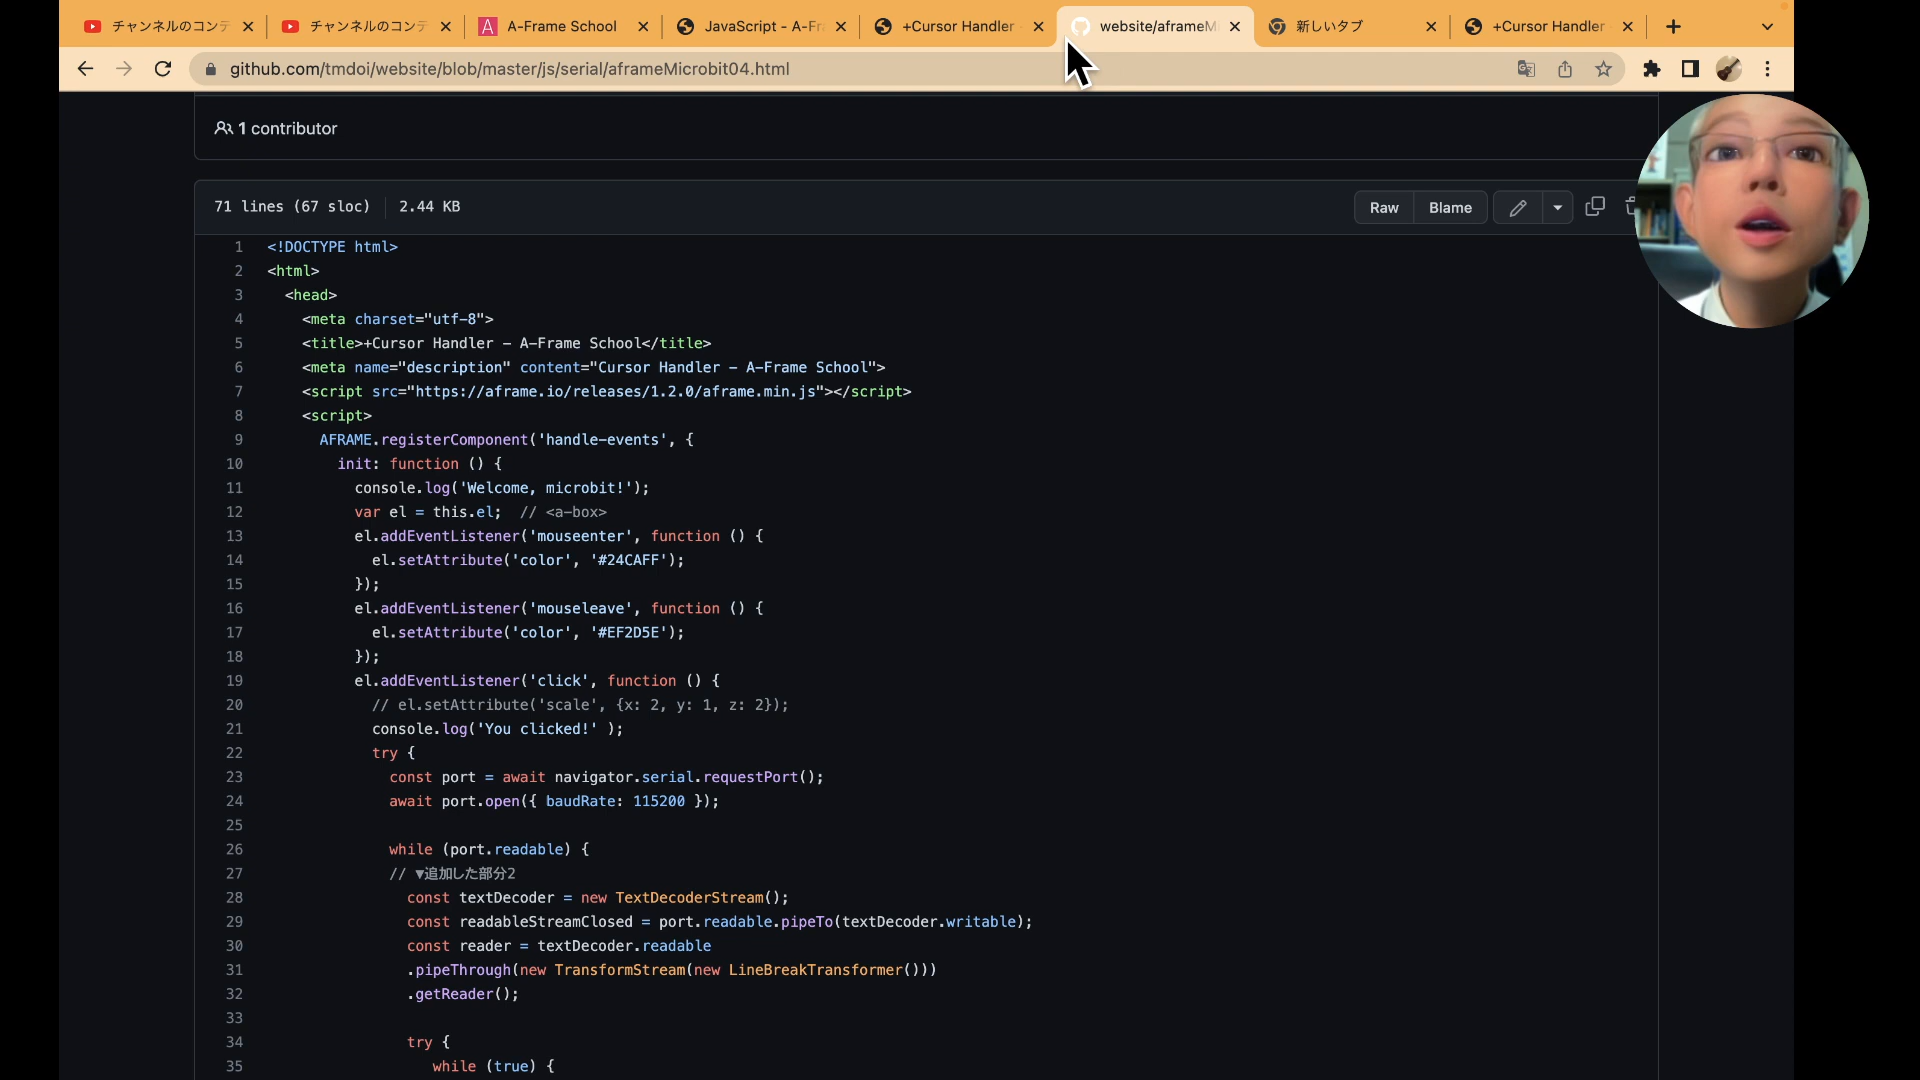 チャンネルのコンテ
チャンネルのコンテ
A-Frame School
JavaScript - A-Fr
+Cursor Handler
website/aframeMi
新しいタブ
+Cursor Handler
github.com/tmdoi/website/blob/master/js/serial/aframeMicrobit04.html
1 contributor
71 lines (67 sloc) 2.44 KB
Raw Blame
1 <!DOCTYPE html>
2 <html>
3 <head>
4 <meta charset="utf-8">
5 <title>+Cursor Handler – A-Frame School</title>
6 <meta name="description" content="Cursor Handler – A-Frame School">
7 <script src="https://aframe.io/releases/1.2.0/aframe.min.js"></script>
8 <script>
9 AFRAME.registerComponent('handle-events', {
10 init: function () {
11 console.log('Welcome, microbit!');
12 var el = this.el; // <a-box>
13 el.addEventListener('mouseenter', function () {
14 el.setAttribute('color', '#24CAFF');
15 });
16 el.addEventListener('mouseleave', function () {
17 el.setAttribute('color', '#EF2D5E');
18 });
19 el.addEventListener('click', function () {
20 // el.setAttribute('scale', {x: 2, y: 1, z: 2});
21 console.log('You clicked!' );
22 try {
23 const port = await navigator.serial.requestPort();
24 await port.open({ baudRate: 115200 });
25
26 while (port.readable) {
27 // ▼追加した部分2
28 const textDecoder = new TextDecoderStream();
29 const readableStreamClosed = port.readable.pipeTo(textDecoder.writable);
30 const reader = textDecoder.readable
31 .pipeThrough(new TransformStream(new LineBreakTransformer()))
32 .getReader();
33
34 try {
35 while (true) {